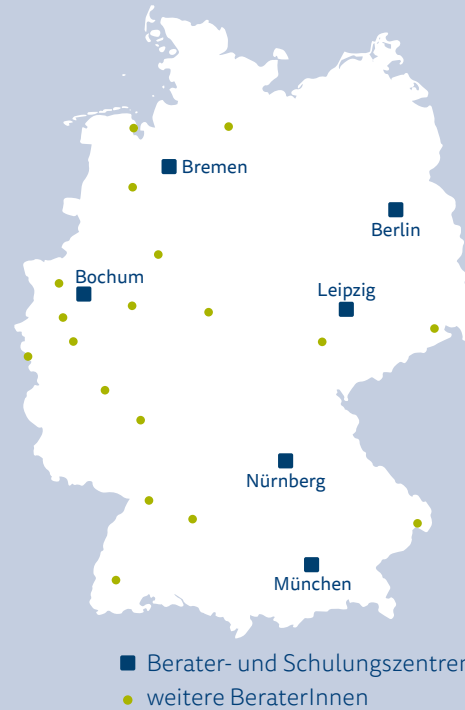 Bremen
Berlin
Bochum
Leipzig
Nürnberg
München
Berater- und Schulungszentren
weitere BeraterInnen